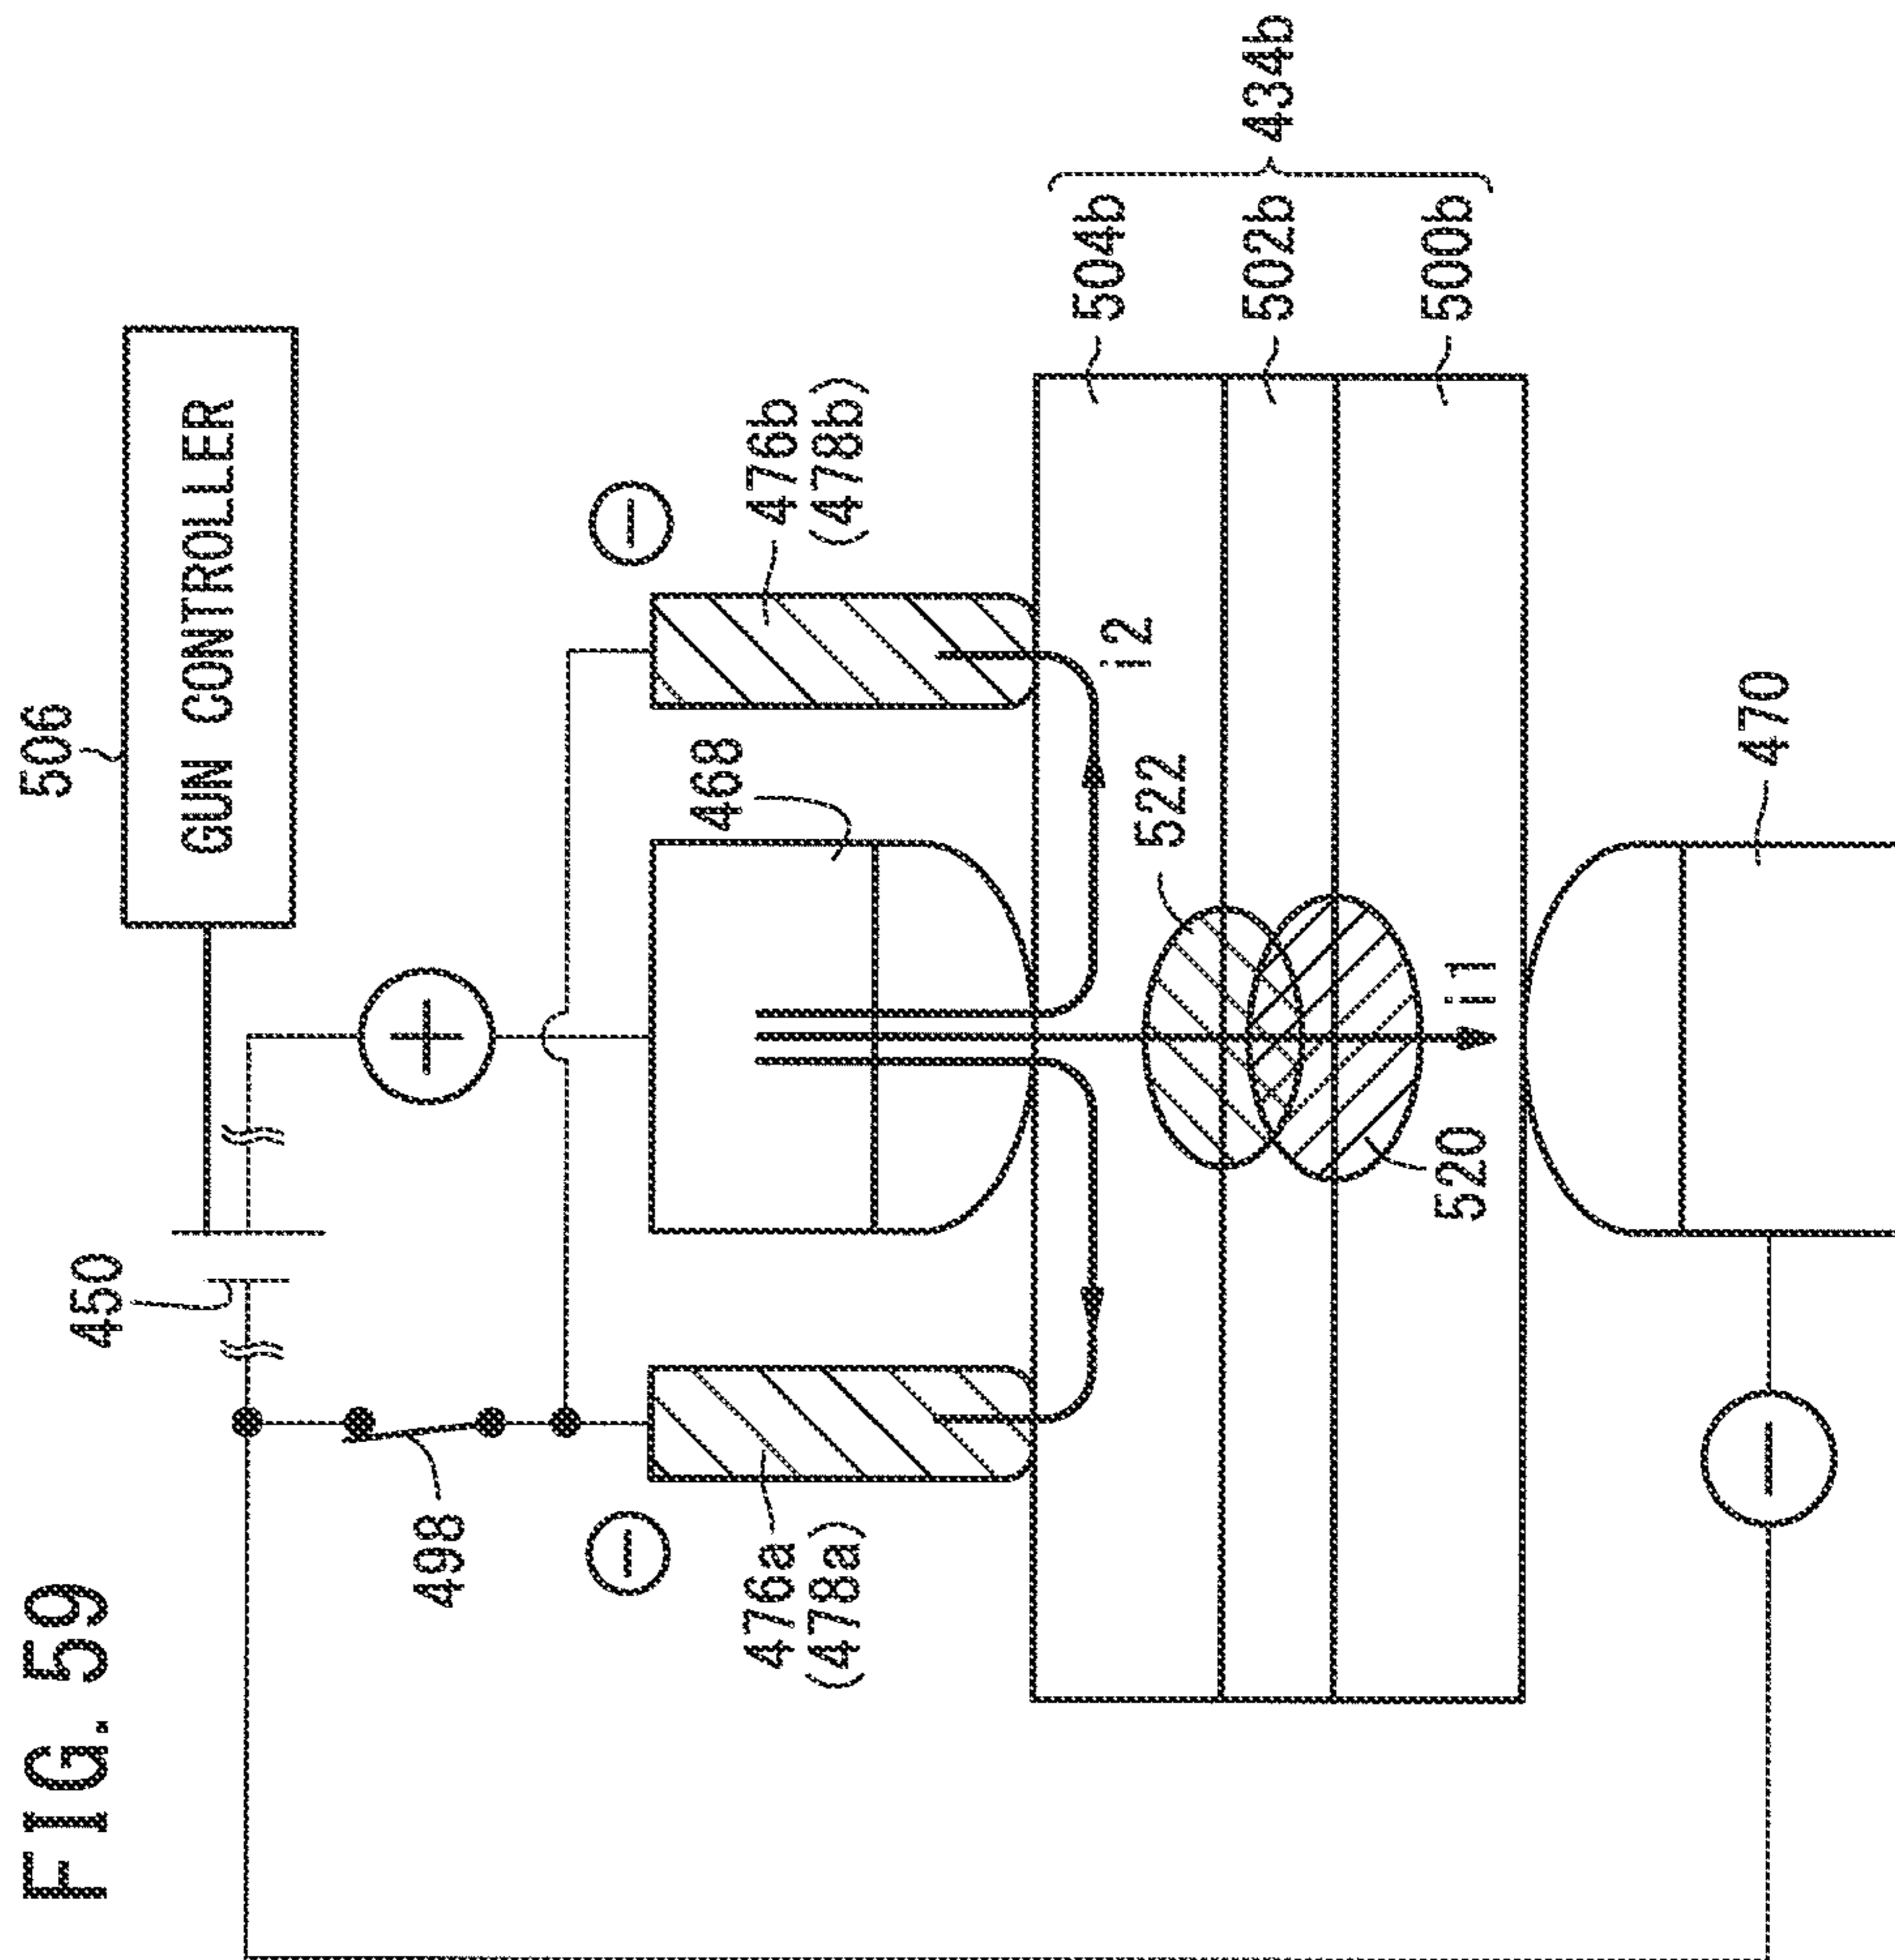 FIG. 59
506
GUN CONTROLLER
450
498
476a
(478a)
468
476b
(478b)
i2
522
520
i1
470
504b
502b
500b
434b